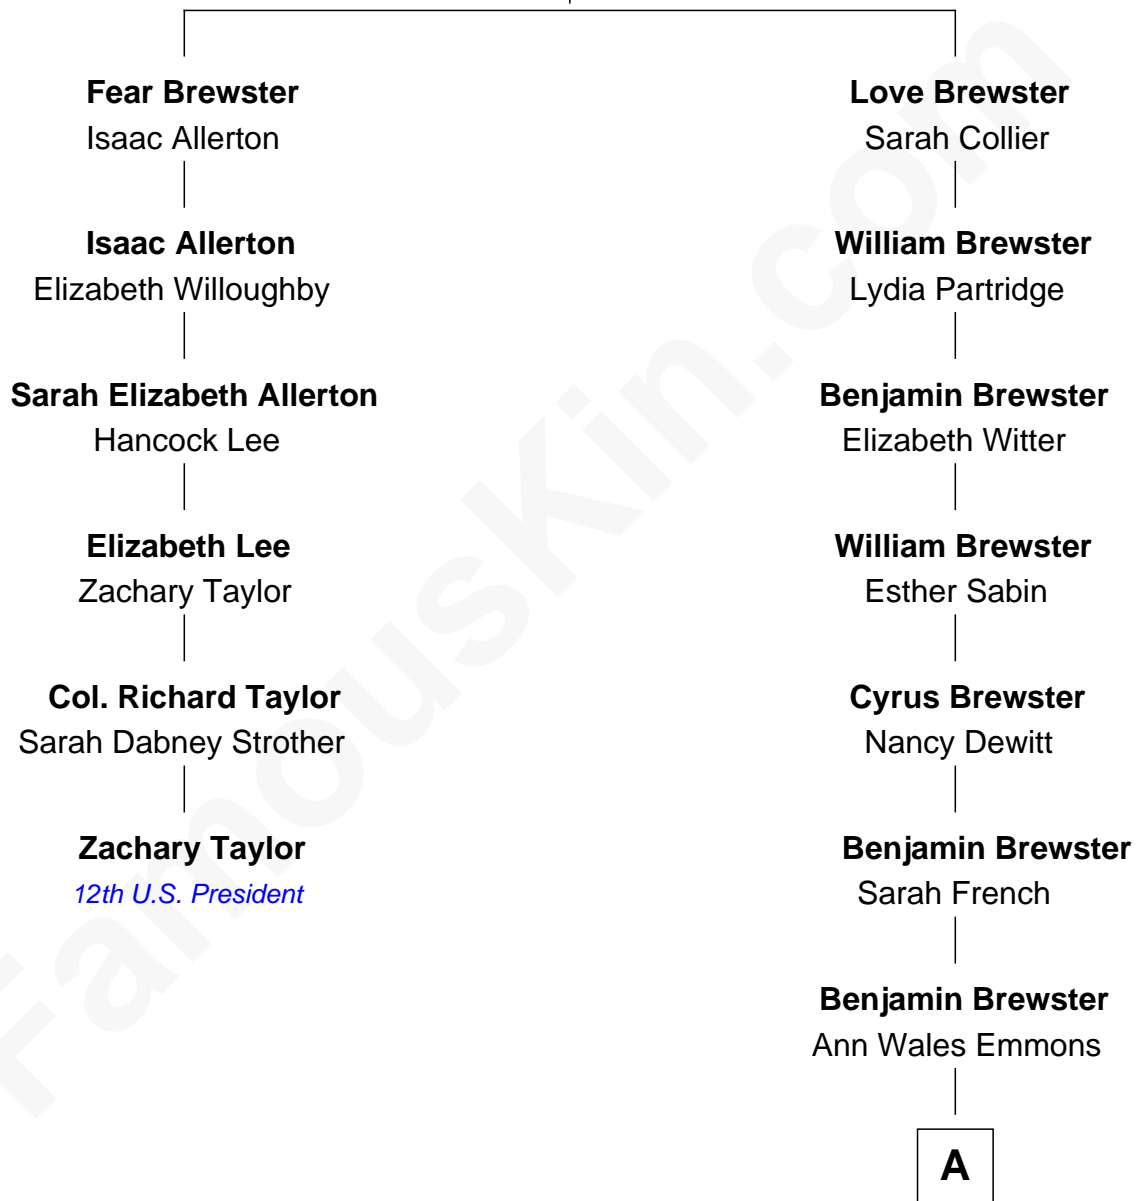 Fear Brewster
Isaac Allerton
Isaac Allerton
Elizabeth Willoughby
Sarah Elizabeth Allerton
Hancock Lee
Elizabeth Lee
Zachary Taylor
Col. Richard Taylor
Sarah Dabney Strother
Zachary Taylor
12th U.S. President
Love Brewster
Sarah Collier
William Brewster
Lydia Partridge
Benjamin Brewster
Elizabeth Witter
William Brewster
Esther Sabin
Cyrus Brewster
Nancy Dewitt
Benjamin Brewster
Sarah French
Benjamin Brewster
Ann Wales Emmons
A
FamousKin.com